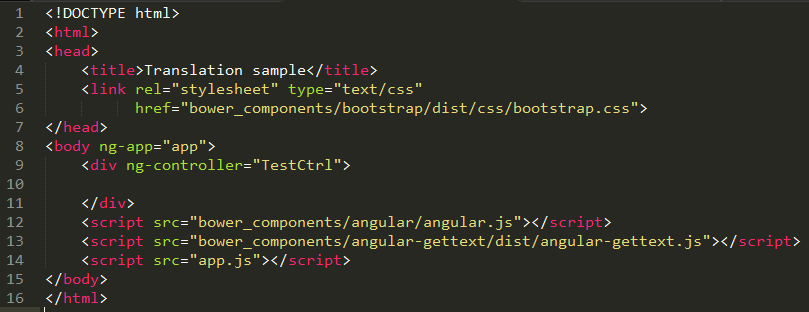 1 <!DOCTYPE html>
2 <html>
3 <head>
4     <title>Translation sample</title>
5     <link rel="stylesheet" type="text/css"
6           href="bower_components/bootstrap/dist/css/bootstrap.css">
7 </head>
8 <body ng-app="app">
9     <div ng-controller="TestCtrl">
10
11     </div>
12     <script src="bower_components/angular/angular.js"></script>
13     <script src="bower_components/angular-gettext/dist/angular-gettext.js"></script>
14     <script src="app.js"></script>
15 </body>
16 </html>